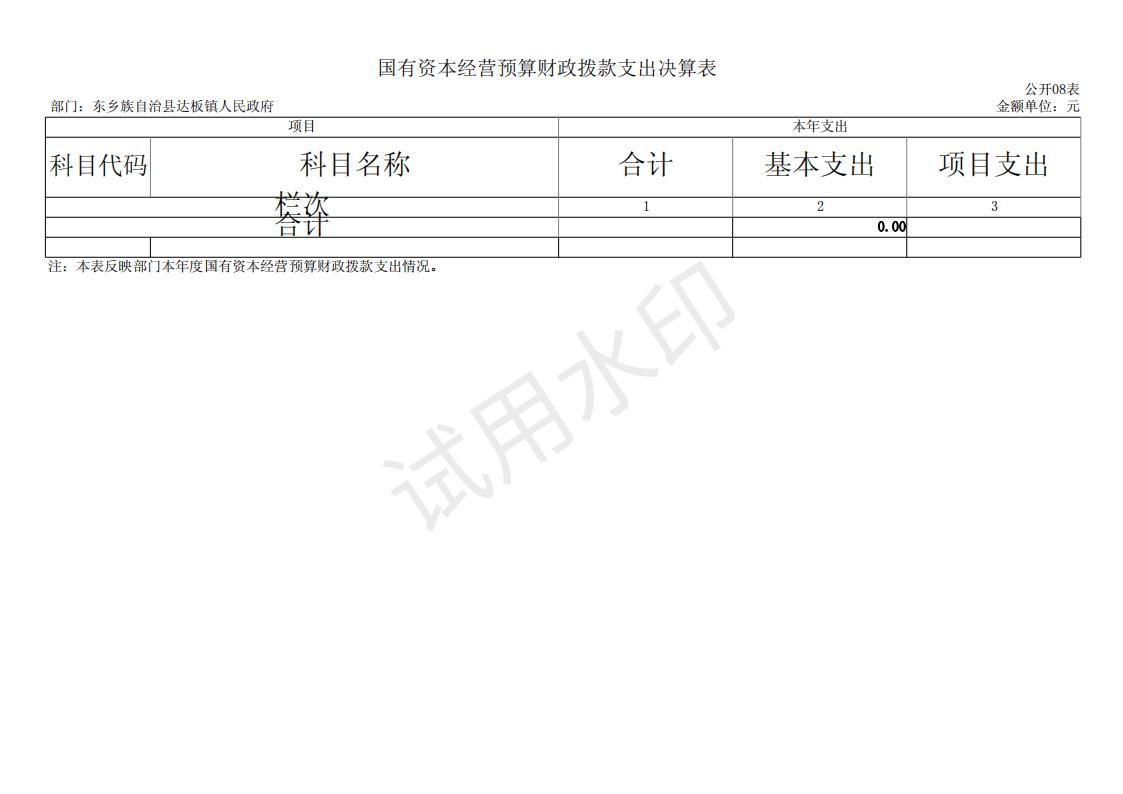 国有资本经营预算财政拨款支出决算表
公开08表
部门：东乡族自治县达板镇人民政府 金额单位：元
项目 本年支出
科目代码 科目名称 合计 基本支出 项目支出
栏次 1 2 3
合计 0.00
注：本表反映部门本年度国有资本经营预算财政拨款支出情况。
试用水印